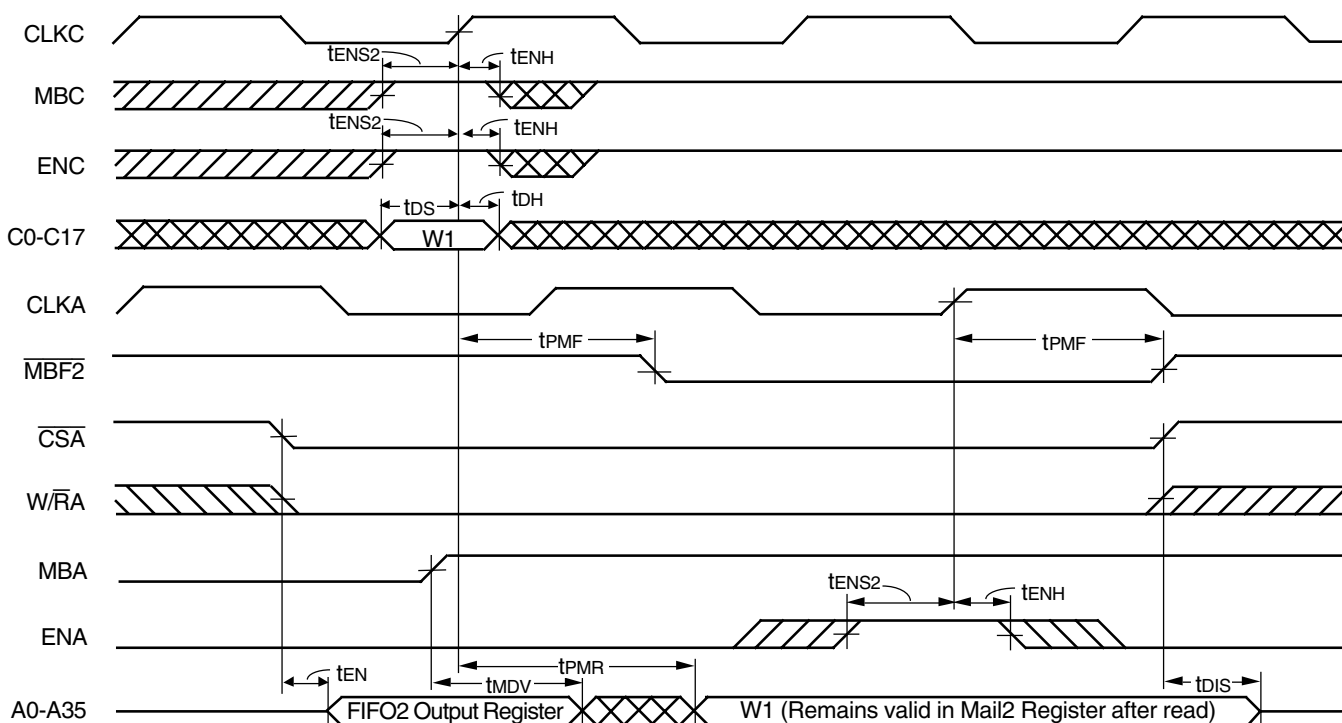 CLKC
tENS2 tENH
MBC
tENS2 tENH
ENC
tDS tDH
C0-C17 W1
CLKA
tPMF tPMF
MBF2
CSA
W/RA
MBA
tENS2 tENH
ENA
tEN tPMR
tMDV tDIS
A0-A35 FIFO2 Output Register W1 (Remains valid in Mail2 Register after read)